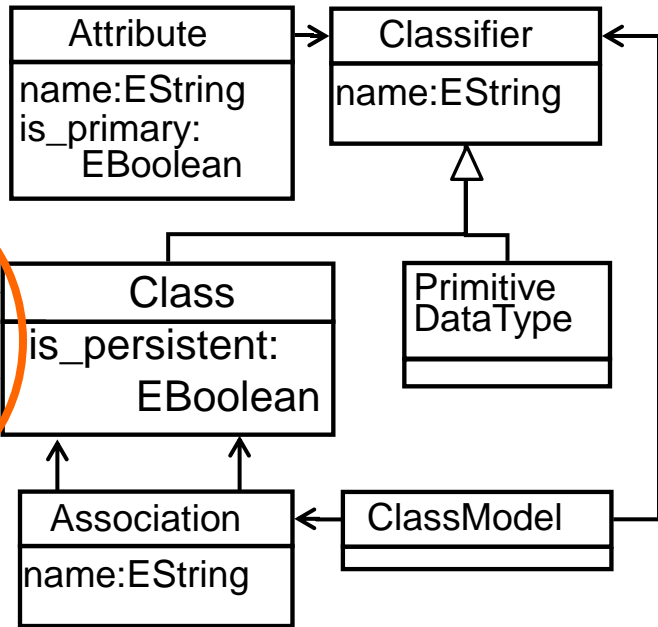 Attribute
name:EString
is_primary:
EBoolean
Classifier
name:EString
Class
is_persistent:
EBoolean
Primitive
DataType
Association
name:EString
ClassModel